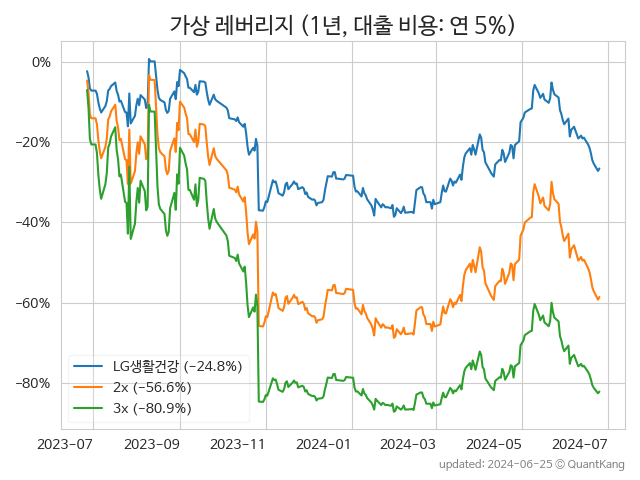 가상 레버리지 (1년, 대출 비용: 연 5%)
0%
−20%
−40%
−60%
−80%
LG생활건강 (−24.8%)
2x (−56.6%)
3x (−80.9%)
2023-07 2023-09 2023-11 2024-01 2024-03 2024-05 2024-07
updated: 2024-06-25 © QuantKang